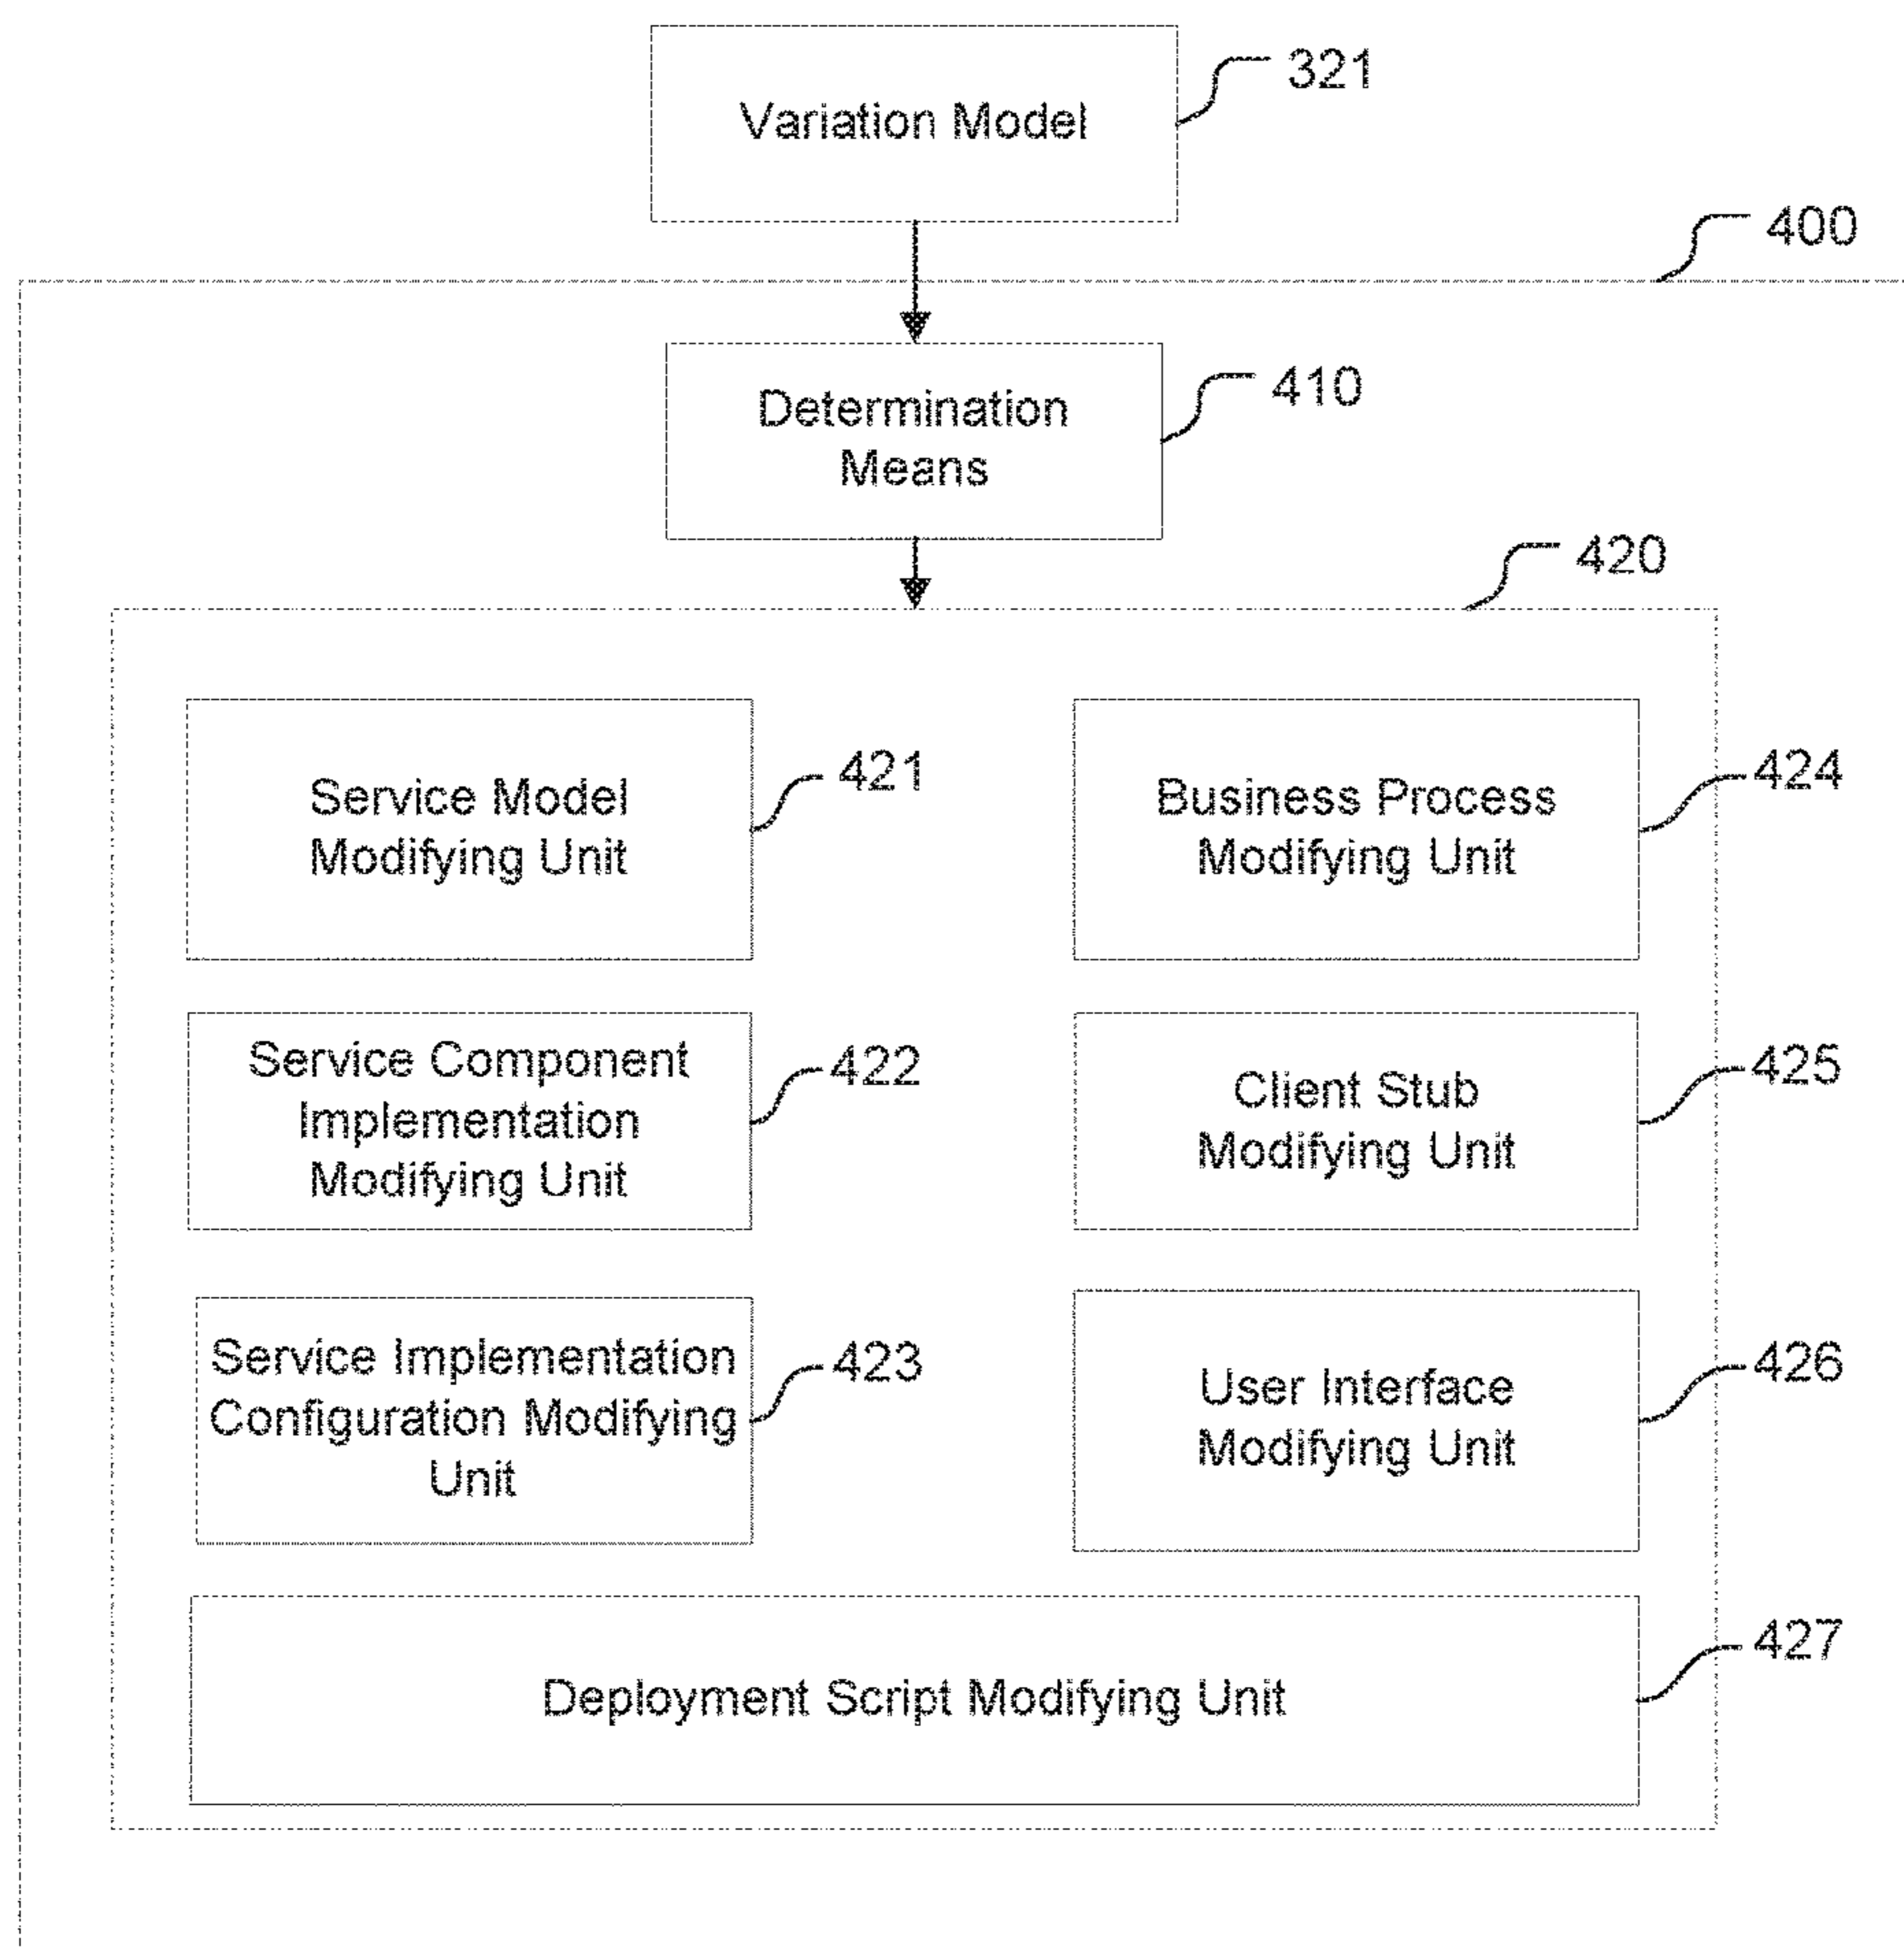 Variation Model
321
400
Determination
Means
410
420
Service Model
Modifying Unit
421
Business Process
Modifying Unit
424
Service Component
Implementation
Modifying Unit
422
Client Stub
Modifying Unit
425
Service Implementation
Configuration Modifying
Unit
423
User Interface
Modifying Unit
426
Deployment Script Modifying Unit
427